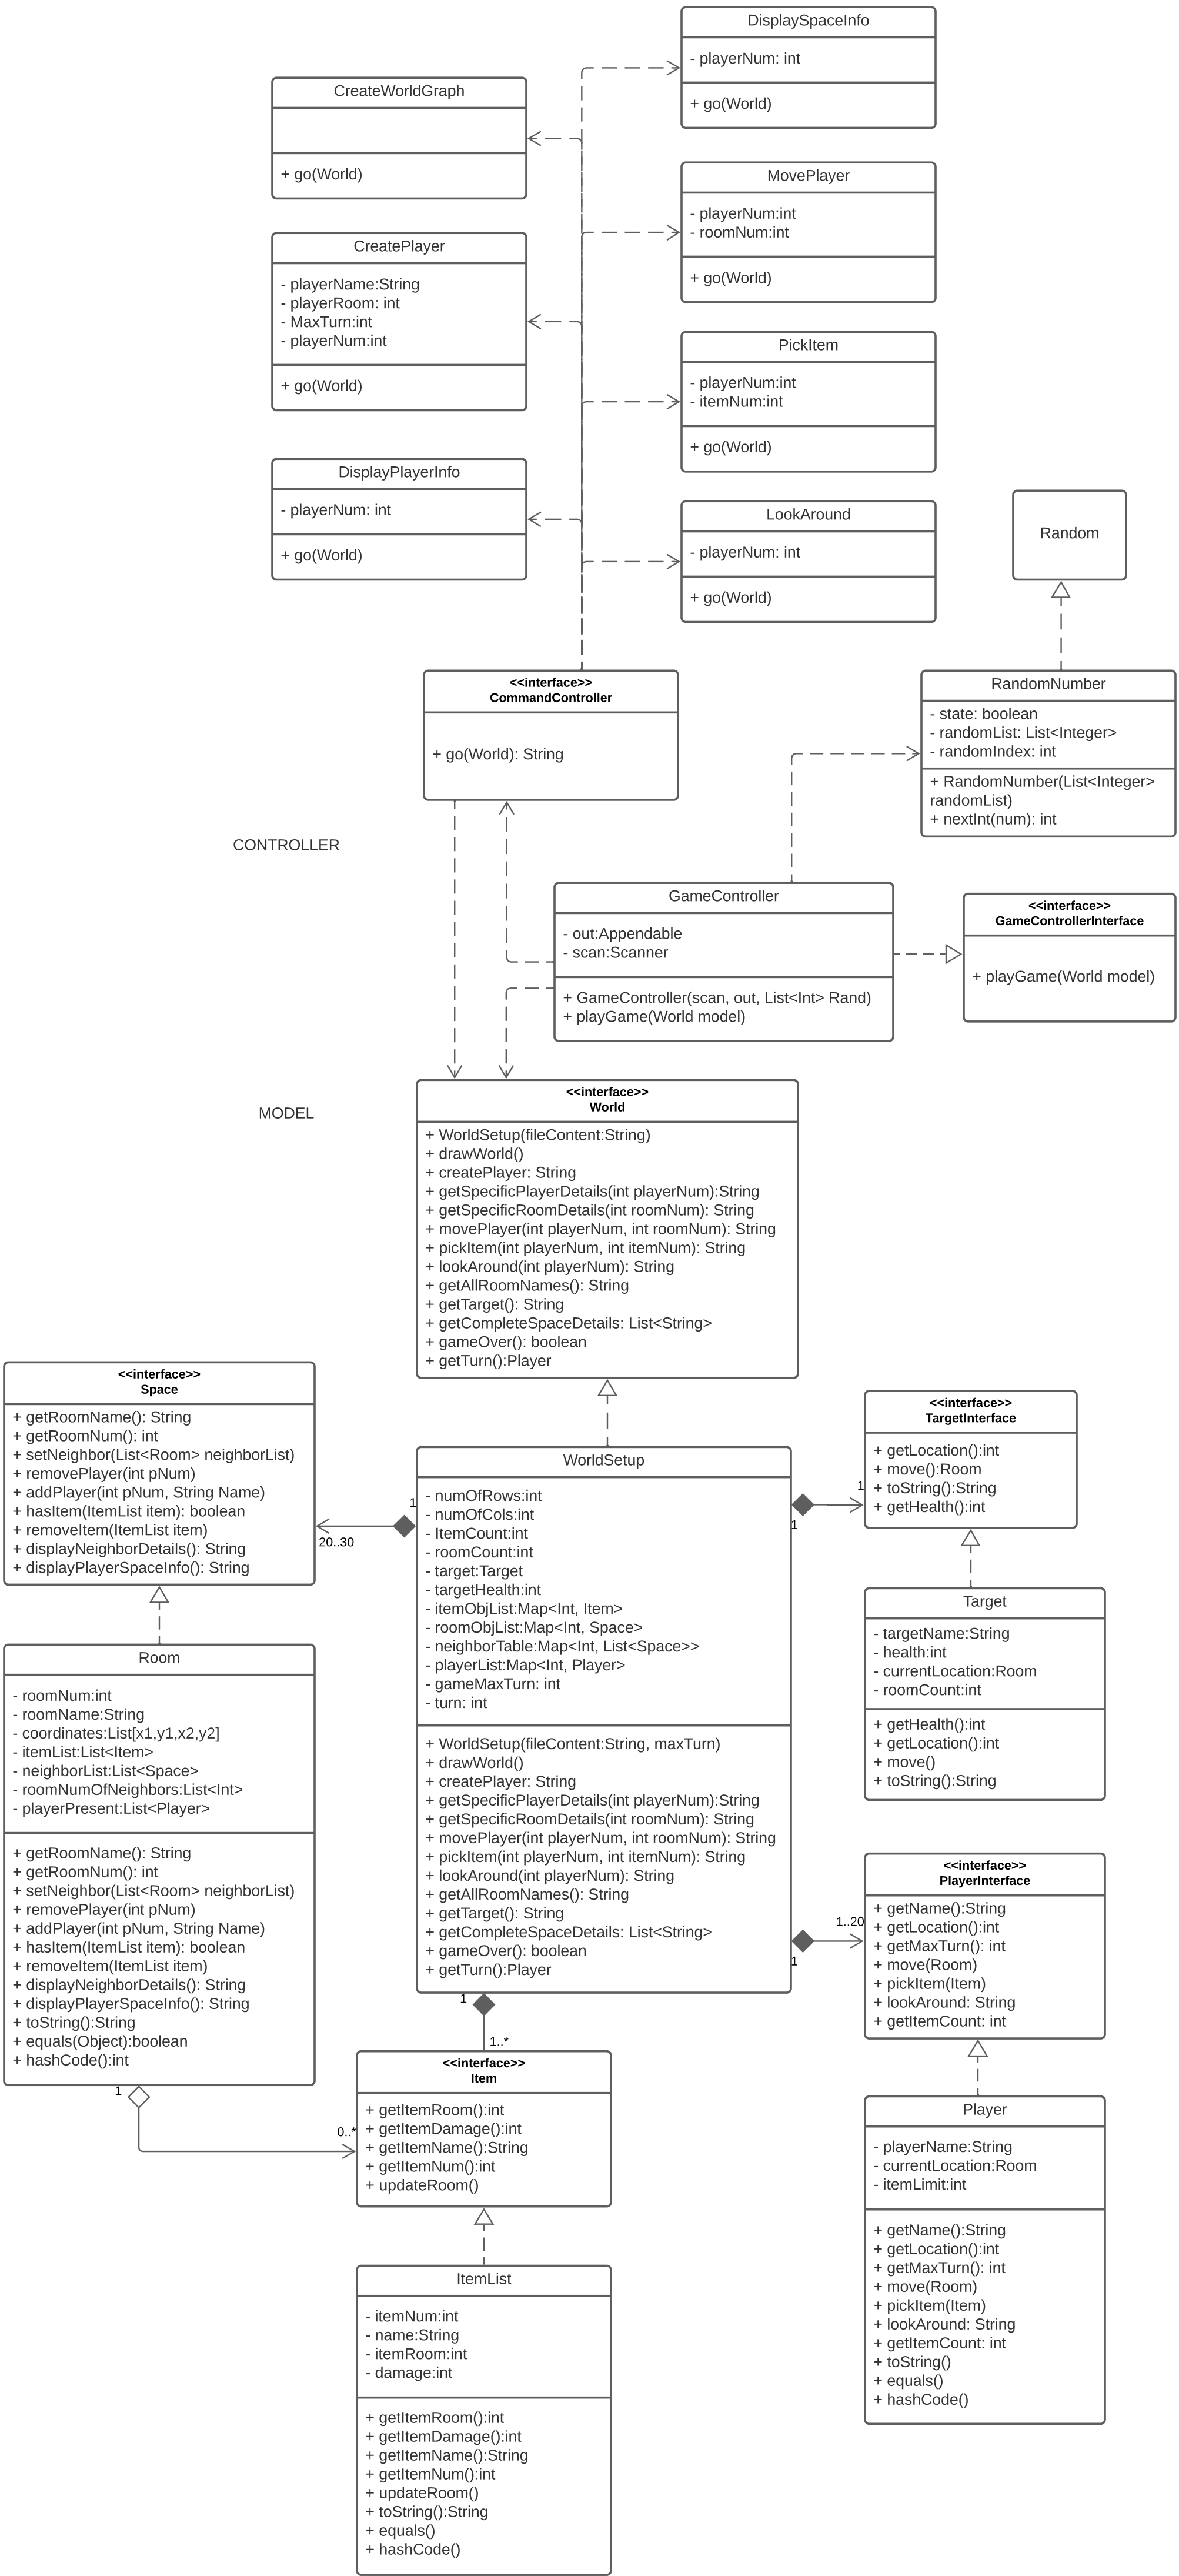 DisplaySpaceInfo
- playerNum: int
+ go(World)
CreateWorldGraph
+ go(World)
MovePlayer
- playerNum:int
- roomNum:int
+ go(World)
CreatePlayer
- playerName:String
- playerRoom: int
- MaxTurn:int
- playerNum:int
+ go(World)
PickItem
- playerNum:int
- itemNum:int
+ go(World)
DisplayPlayerInfo
- playerNum: int
+ go(World)
LookAround
- playerNum: int
+ go(World)
Random
<<interface>>
CommandController
+ go(World): String
RandomNumber
- state: boolean
- randomList: List<Integer>
- randomIndex: int
+ RandomNumber(List<Integer>
randomList)
+ nextInt(num): int
CONTROLLER
GameController
- out:Appendable
- scan:Scanner
+ GameController(scan, out, List<Int> Rand)
+ playGame(World model)
<<interface>>
GameControllerInterface
+ playGame(World model)
MODEL
<<interface>>
World
+ WorldSetup(fileContent:String)
+ drawWorld()
+ createPlayer: String
+ getSpecificPlayerDetails(int playerNum):String
+ getSpecificRoomDetails(int roomNum): String
+ movePlayer(int playerNum, int roomNum): String
+ pickItem(int playerNum, int itemNum): String
+ lookAround(int playerNum): String
+ getAllRoomNames(): String
+ getTarget(): String
+ getCompleteSpaceDetails: List<String>
+ gameOver(): boolean
+ getTurn():Player
<<interface>>
Space
+ getRoomName(): String
+ getRoomNum(): int
+ setNeighbor(List<Room> neighborList)
+ removePlayer(int pNum)
+ addPlayer(int pNum, String Name)
+ hasItem(ItemList item): boolean
+ removeItem(ItemList item)
+ displayNeighborDetails(): String
+ displayPlayerSpaceInfo(): String
1
20..30
WorldSetup
- numOfRows:int
- numOfCols:int
- ItemCount:int
- roomCount:int
- target:Target
- targetHealth:int
- itemObjList:Map<Int, Item>
- roomObjList:Map<Int, Space>
- neighborTable:Map<Int, List<Space>>
- playerList:Map<Int, Player>
- gameMaxTurn: int
- turn: int
+ WorldSetup(fileContent:String, maxTurn)
+ drawWorld()
+ createPlayer: String
+ getSpecificPlayerDetails(int playerNum):String
+ getSpecificRoomDetails(int roomNum): String
+ movePlayer(int playerNum, int roomNum): String
+ pickItem(int playerNum, int itemNum): String
+ lookAround(int playerNum): String
+ getAllRoomNames(): String
+ getTarget(): String
+ getCompleteSpaceDetails: List<String>
+ gameOver(): boolean
+ getTurn():Player
1
1
<<interface>>
TargetInterface
+ getLocation():int
+ move():Room
+ toString():String
+ getHealth():int
Target
- targetName:String
- health:int
- currentLocation:Room
- roomCount:int
+ getHealth():int
+ getLocation():int
+ move()
+ toString():String
Room
- roomNum:int
- roomName:String
- coordinates:List[x1,y1,x2,y2]
- itemList:List<Item>
- neighborList:List<Space>
- roomNumOfNeighbors:List<Int>
- playerPresent:List<Player>
+ getRoomName(): String
+ getRoomNum(): int
+ setNeighbor(List<Room> neighborList)
+ removePlayer(int pNum)
+ addPlayer(int pNum, String Name)
+ hasItem(ItemList item): boolean
+ removeItem(ItemList item)
+ displayNeighborDetails(): String
+ displayPlayerSpaceInfo(): String
+ toString():String
+ equals(Object):boolean
+ hashCode():int
1..20
1
<<interface>>
PlayerInterface
+ getName():String
+ getLocation():int
+ getMaxTurn(): int
+ move(Room)
+ pickItem(Item)
+ lookAround: String
+ getItemCount: int
1
1..*
1
0..*
<<interface>>
Item
+ getItemRoom():int
+ getItemDamage():int
+ getItemName():String
+ getItemNum():int
+ updateRoom()
Player
- playerName:String
- currentLocation:Room
- itemLimit:int
+ getName():String
+ getLocation():int
+ getMaxTurn(): int
+ move(Room)
+ pickItem(Item)
+ lookAround: String
+ getItemCount: int
+ toString()
+ equals()
+ hashCode()
ItemList
- itemNum:int
- name:String
- itemRoom:int
- damage:int
+ getItemRoom():int
+ getItemDamage():int
+ getItemName():String
+ getItemNum():int
+ updateRoom()
+ toString():String
+ equals()
+ hashCode()